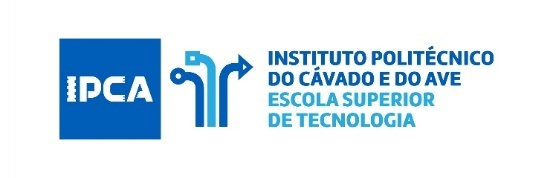 IPCA
INSTITUTO POLITÉCNICO
DO CÁVADO E DO AVE
ESCOLA SUPERIOR
DE TECNOLOGIA